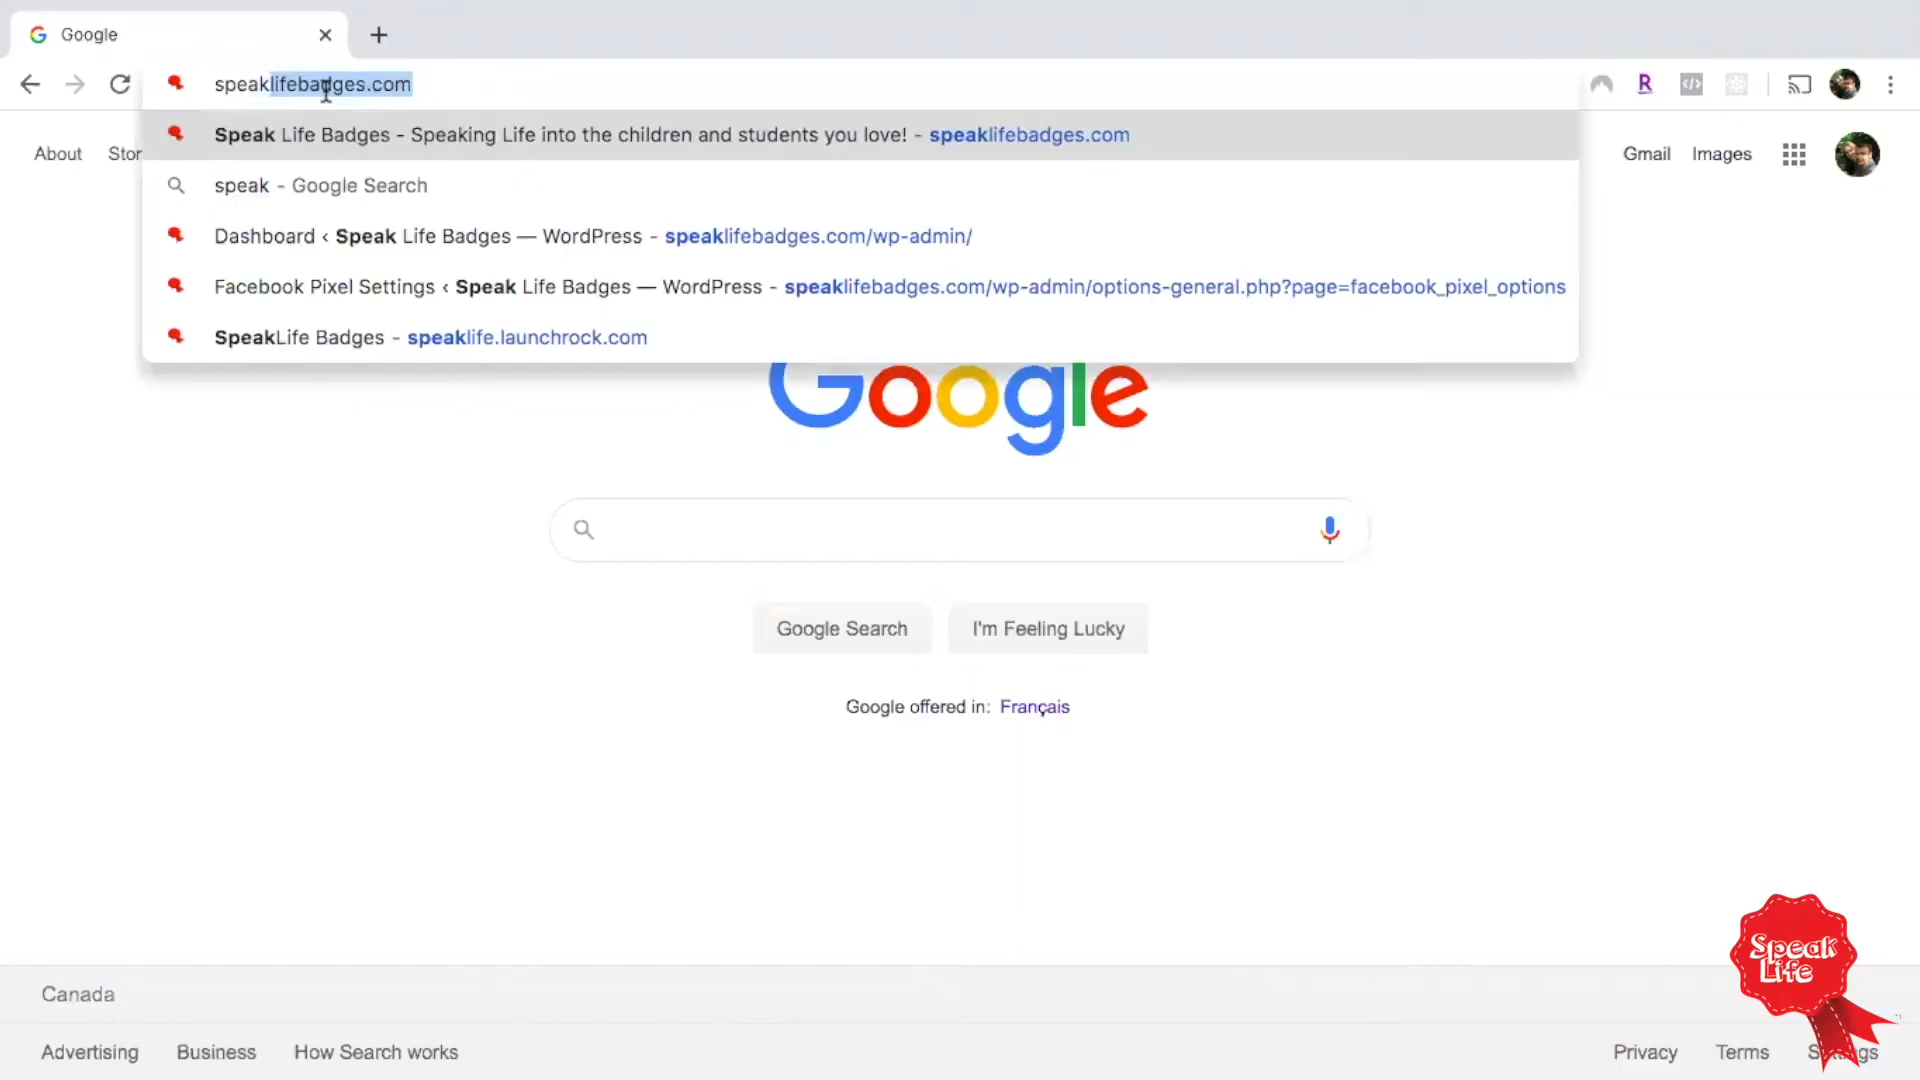 Google
speaklifebadges.com
Speak Life Badges - Speaking Life into the children and students you love! - speaklifebadges.com
About Stor
Gmail Images
speak - Google Search
Dashboard ‹ Speak Life Badges — WordPress - speaklifebadges.com/wp-admin/
Facebook Pixel Settings ‹ Speak Life Badges — WordPress - speaklifebadges.com/wp-admin/options-general.php?page=facebook_pixel_options
SpeakLife Badges - speaklife.launchrock.com
Google
Google Search I'm Feeling Lucky
Google offered in: Français
Speak
Life
Canada
Advertising Business How Search works
Privacy Terms